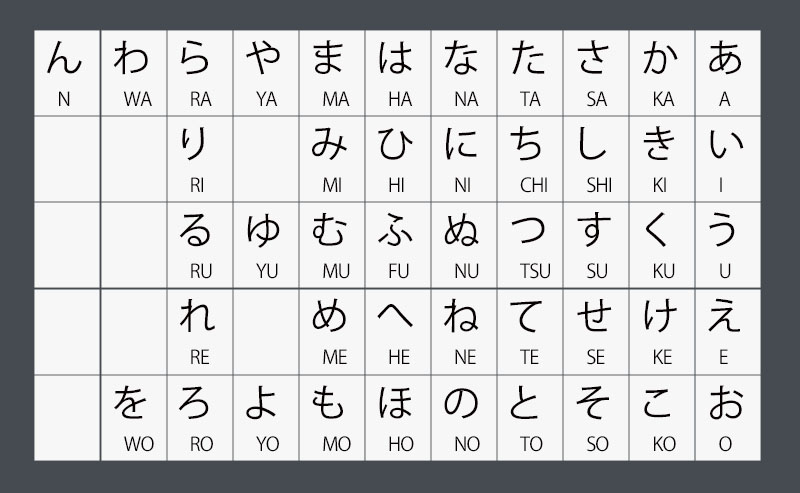 ん わ ら や ま は な た さ か あ
N WA RA YA MA HA NA TA SA KA A
り み ひ に ち し き い
RI MI HI NI CHI SHI KI I
る ゆ む ふ ぬ つ す く う
RU YU MU FU NU TSU SU KU U
れ め へ ね て せ け え
RE ME HE NE TE SE KE E
を ろ よ も ほ の と そ こ お
WO RO YO MO HO NO TO SO KO O